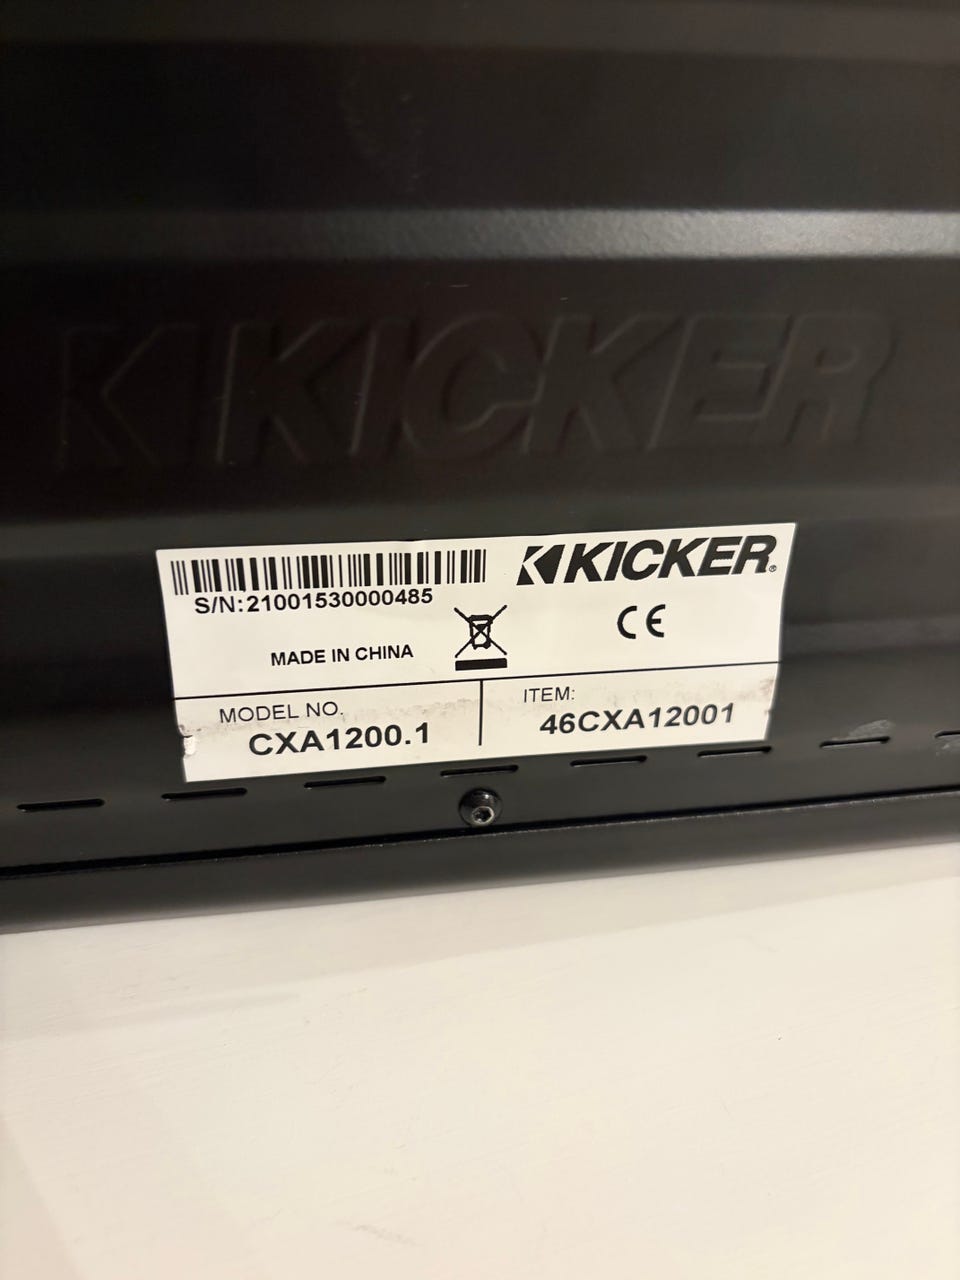 KICKER
KICKER®
S/N:21001530000485
CE
MADE IN CHINA
MODEL NO.
CXA1200.1
ITEM:
46CXA12001